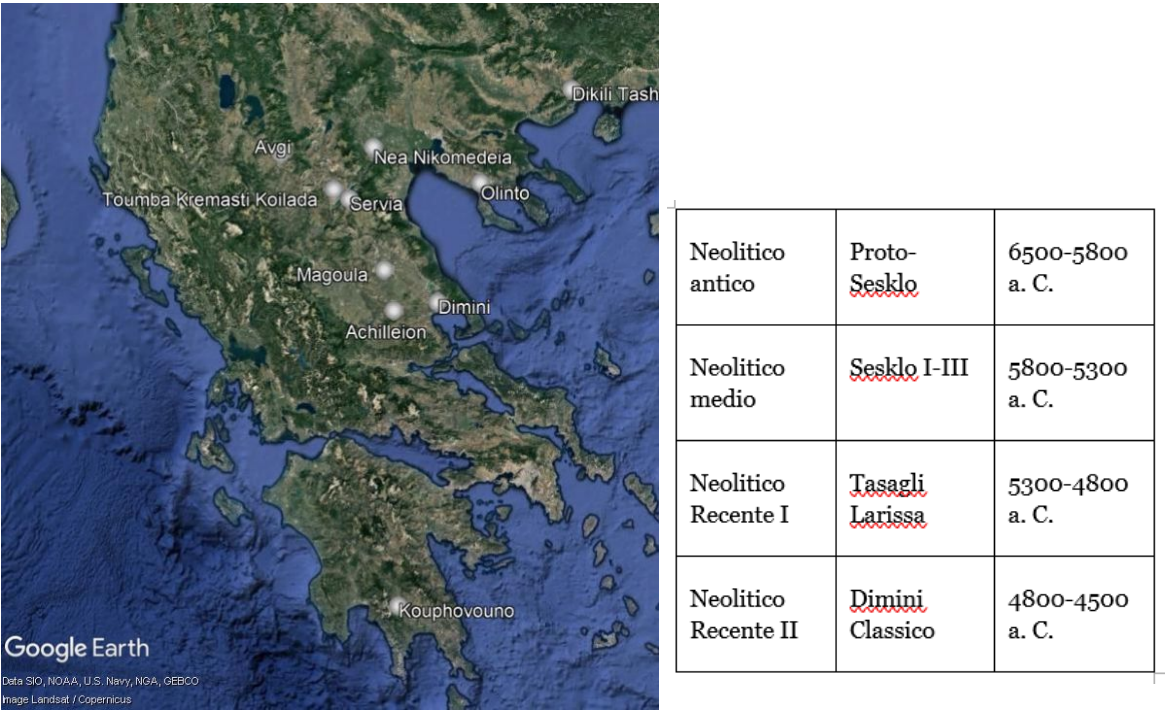 Dikili Tash
Avgi
Nea Nikomedeia
Toumba Kremasti Koilada
Servia
Olinto
Magoula
Dimini
Achilleion
Kouphovouno
Google Earth
Data SIO, NOAA, U.S. Navy, NGA, GEBCO
Image Landsat / Copernicus
Neolitico
antico
Proto-
Sesklo
6500-5800
a. C.
Neolitico
medio
Sesklo I-III
5800-5300
a. C.
Neolitico
Recente I
Tasagli
Larissa
5300-4800
a. C.
Neolitico
Recente II
Dimini
Classico
4800-4500
a. C.